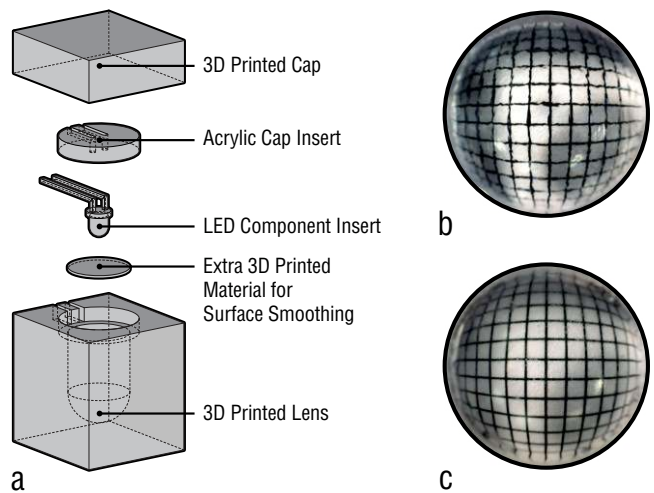 3D Printed Cap
Acrylic Cap Insert
LED Component Insert
Extra 3D Printed
Material for
Surface Smoothing
3D Printed Lens
a
b
c